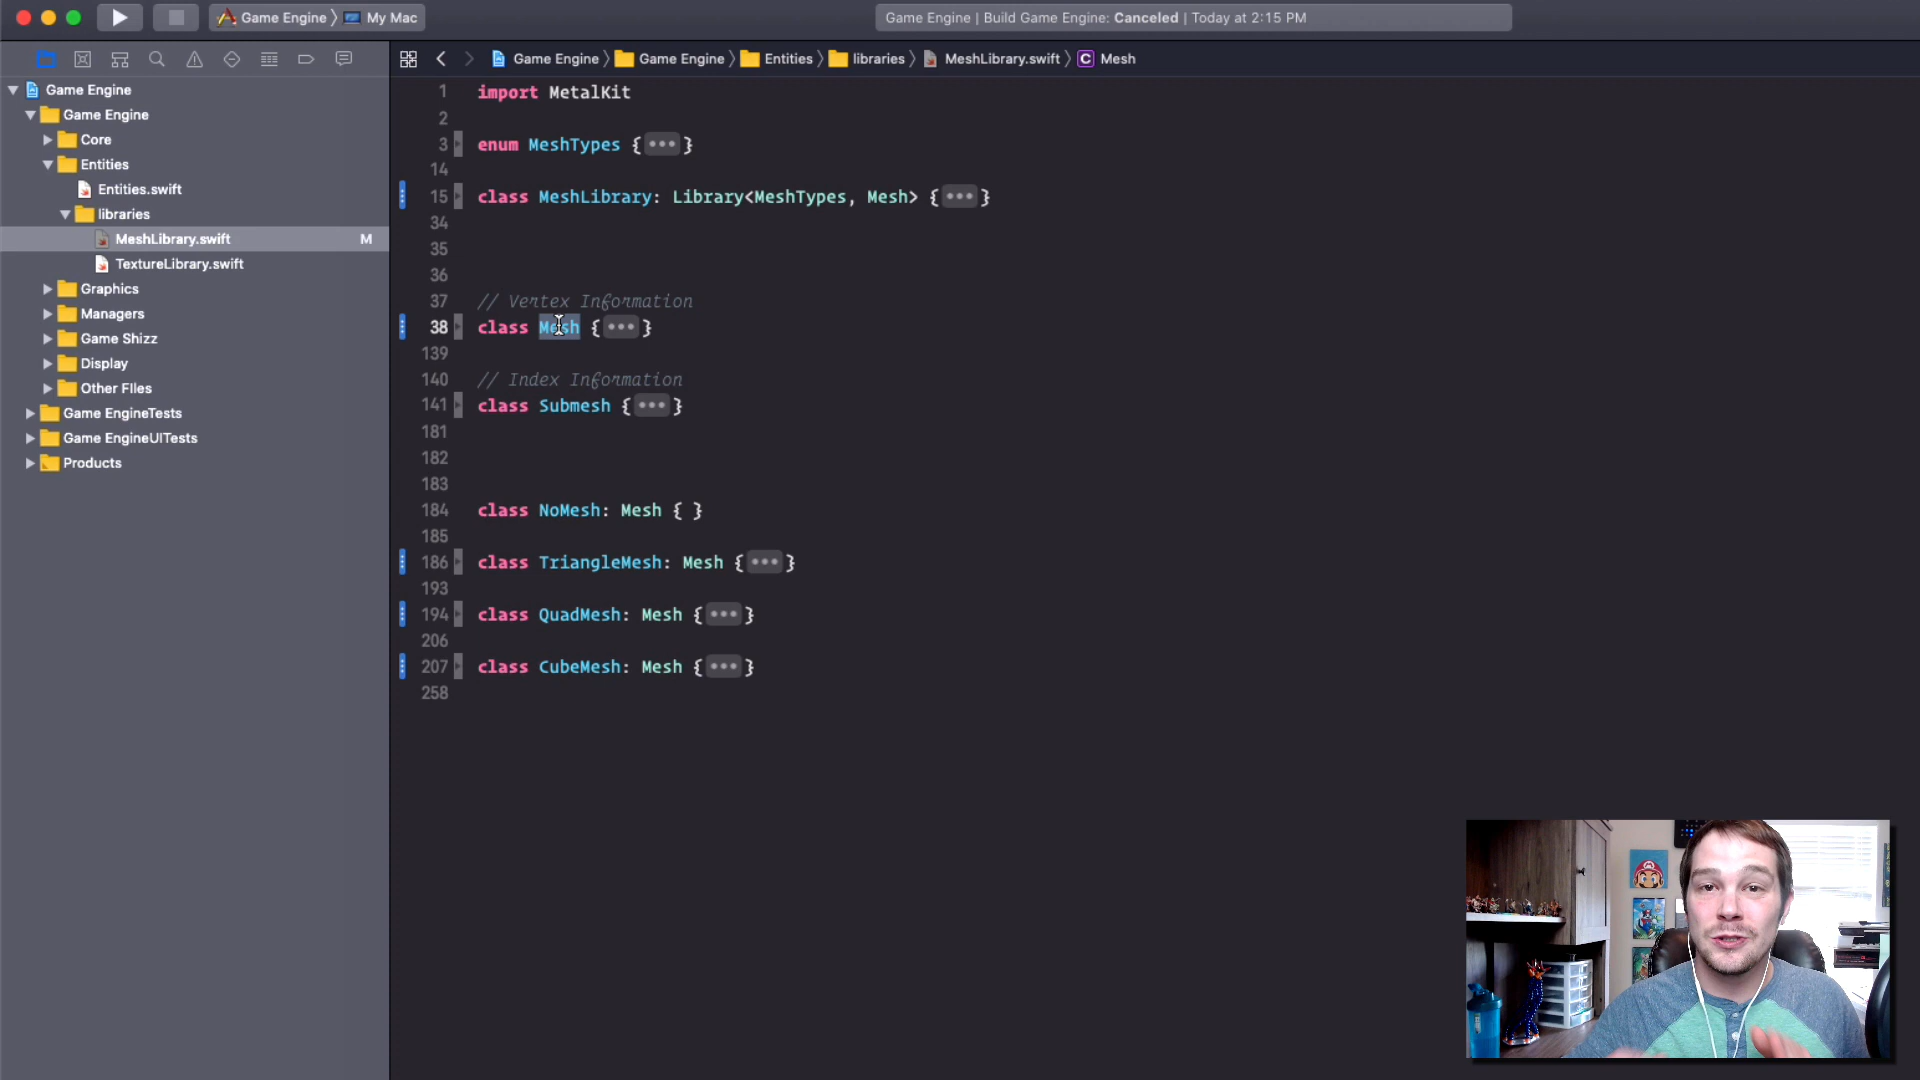 Game Engine 〉 My Mac
Game Engine | Build Game Engine: Canceled | Today at 2:15 PM
Game Engine 〉 Game Engine 〉 Entities 〉 libraries 〉 MeshLibrary.swift 〉 C Mesh
Game Engine
Game Engine
Core
Entities
Entities.swift
libraries
MeshLibrary.swift M
TextureLibrary.swift
Graphics
Managers
Game Shizz
Display
Other FIles
Game EngineTests
Game EngineUITests
Products
1 import MetalKit
2
3 enum MeshTypes {•••}
14
15 class MeshLibrary: Library<MeshTypes, Mesh> {•••}
34
35
36
37 // Vertex Information
38 class Mesh {•••}
139
140 // Index Information
141 class Submesh {•••}
181
182
183
184 class NoMesh: Mesh { }
185
186 class TriangleMesh: Mesh {•••}
193
194 class QuadMesh: Mesh {•••}
206
207 class CubeMesh: Mesh {•••}
258